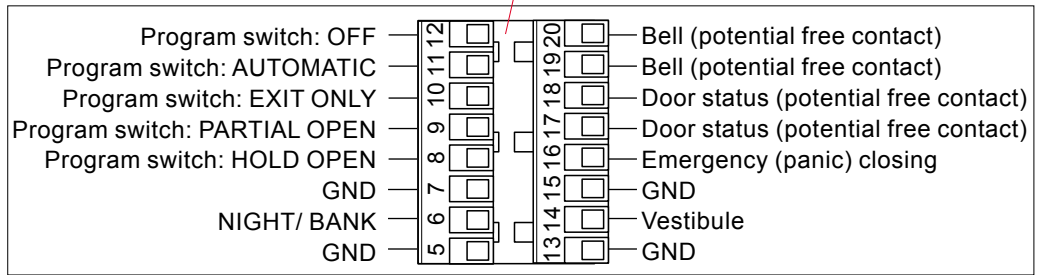 Program switch: OFF 12 20 Bell (potential free contact)
Program switch: AUTOMATIC 11 19 Bell (potential free contact)
Program switch: EXIT ONLY 10 18 Door status (potential free contact)
Program switch: PARTIAL OPEN 9 17 Door status (potential free contact)
Program switch: HOLD OPEN 8 16 Emergency (panic) closing
GND 7 15 GND
NIGHT/ BANK 6 14 Vestibule
GND 5 13 GND